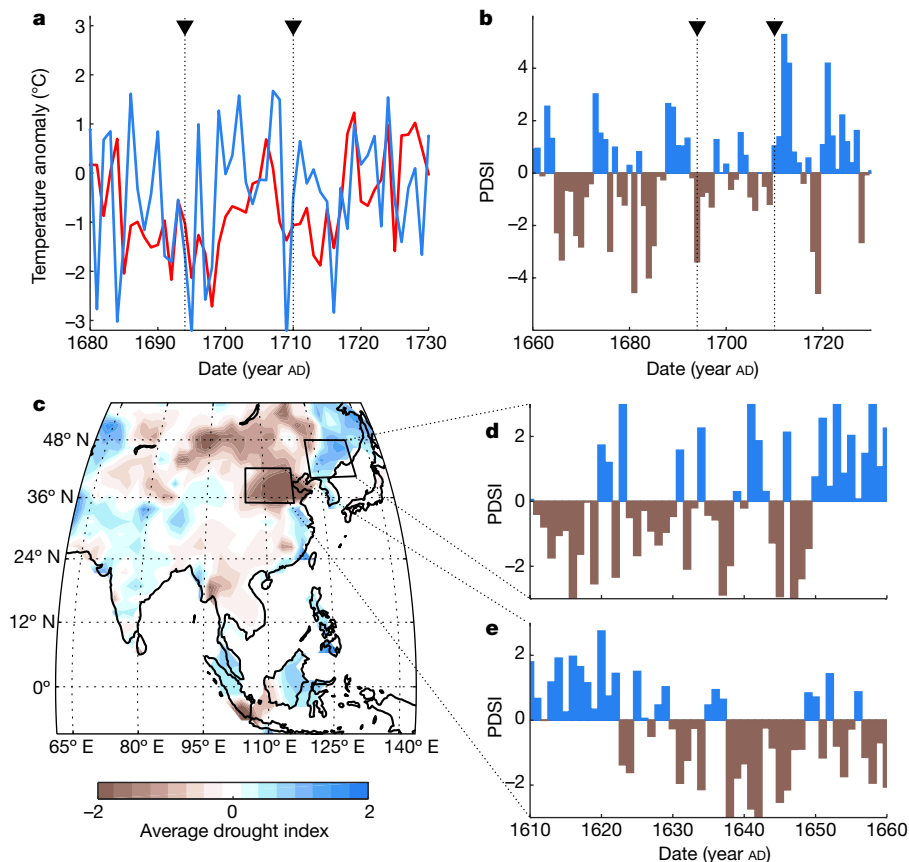 a
3
2
1
0
−1
−2
−3
Temperature anomaly (°C)
1680 1690 1700 1710 1720 1730
Date (year AD)
b
4
2
0
−2
−4
PDSI
1660 1680 1700 1720
Date (year AD)
c
48° N
36° N
24° N
12° N
0°
65° E 80° E 95° E 110° E 125° E 140° E
−2 0 2
Average drought index
d
2
0
−2
PDSI
e
2
0
−2
PDSI
1610 1620 1630 1640 1650 1660
Date (year AD)